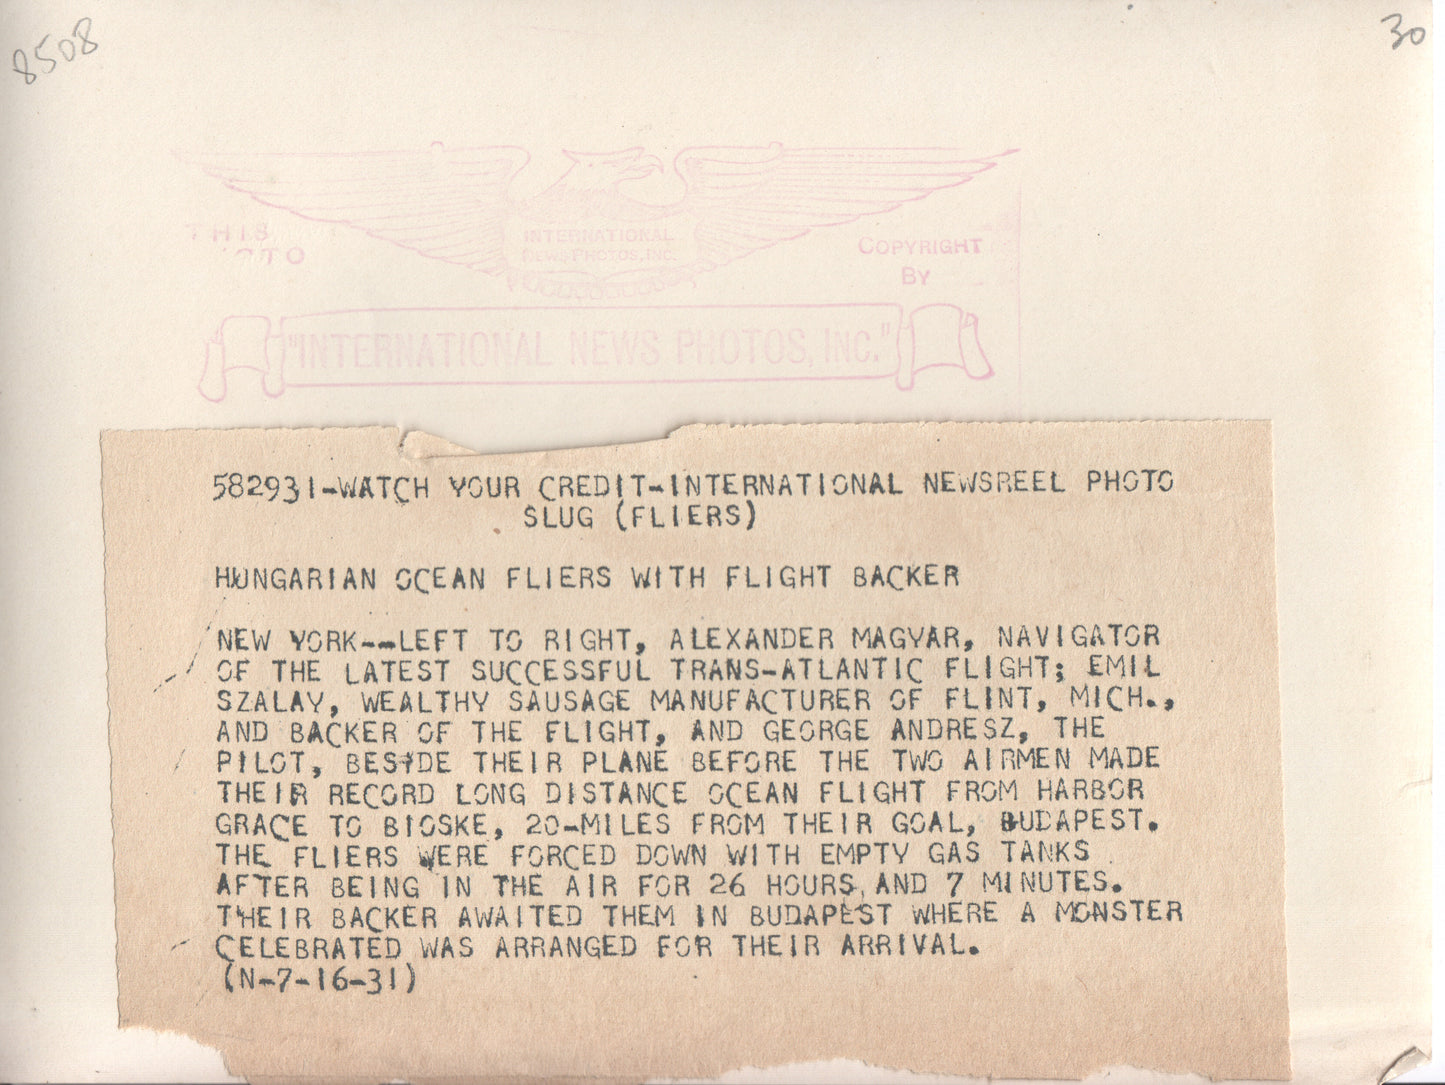 8508
30
THIS
INTERNATIONAL
COPYRIGHT
NEWSPHOTOS, INC.
BY
"INTERNATIONAL NEWS PHOTOS, INC."
582931-WATCH YOUR CREDIT-INTERNATIONAL NEWSREEL PHOTO
SLUG (FLIERS)
HUNGARIAN OCEAN FLIERS WITH FLIGHT BACKER
NEW YORK--LEFT TO RIGHT, ALEXANDER MAGYAR, NAVIGATOR
OF THE LATEST SUCCESSFUL TRANS-ATLANTIC FLIGHT; EMIL
SZALAY, WEALTHY SAUSAGE MANUFACTURER OF FLINT, MICH.,
AND BACKER OF THE FLIGHT, AND GEORGE ANDRESZ, THE
PILOT, BESIDE THEIR PLANE BEFORE THE TWO AIRMEN MADE
THEIR RECORD LONG DISTANCE OCEAN FLIGHT FROM HARBOR
GRACE TO BIOSKE, 20-MILES FROM THEIR GOAL, BUDAPEST.
THE FLIERS WERE FORCED DOWN WITH EMPTY GAS TANKS
AFTER BEING IN THE AIR FOR 26 HOURS, AND 7 MINUTES.
THEIR BACKER AWAITED THEM IN BUDAPEST WHERE A MONSTER
CELEBRATED WAS ARRANGED FOR THEIR ARRIVAL.
(N-7-16-31)